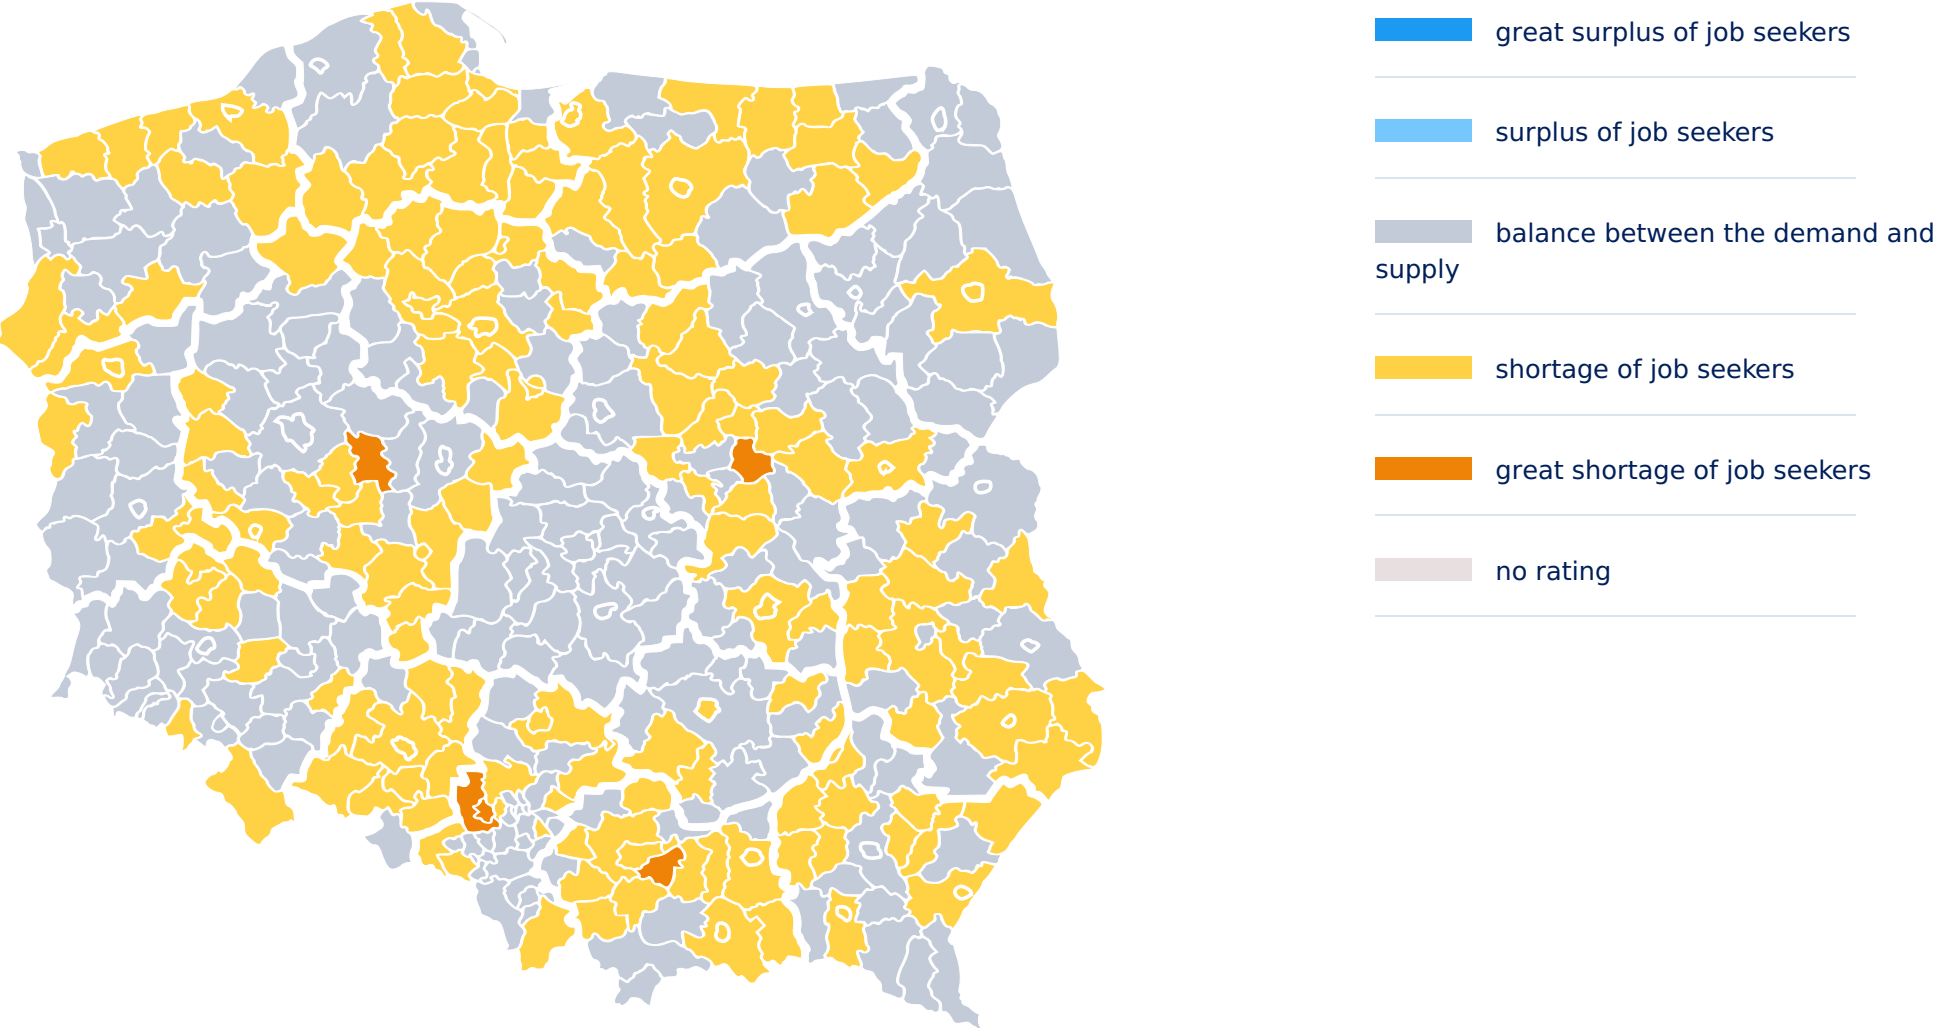 great surplus of job seekers
surplus of job seekers
balance between the demand and
supply
shortage of job seekers
great shortage of job seekers
no rating